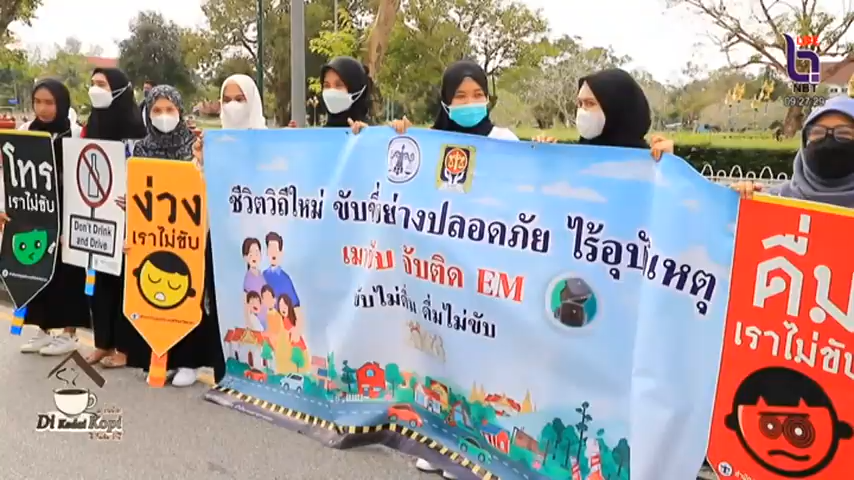 LIVE
NBT
09:27:29
โทร
เราไม่ขับ
Don't Drink
and Drive
ง่วง
เราไม่ขับ
ชีวิตวิถีใหม่ ขับขี่ย่างปลอดภัย ไร้อุบัติเหตุ
เมาขับ จับติด EM
ขับไม่ดื่ม ดื่มไม่ขับ
ดื่ม
เราไม่ขับ
Di Kedai Kopi